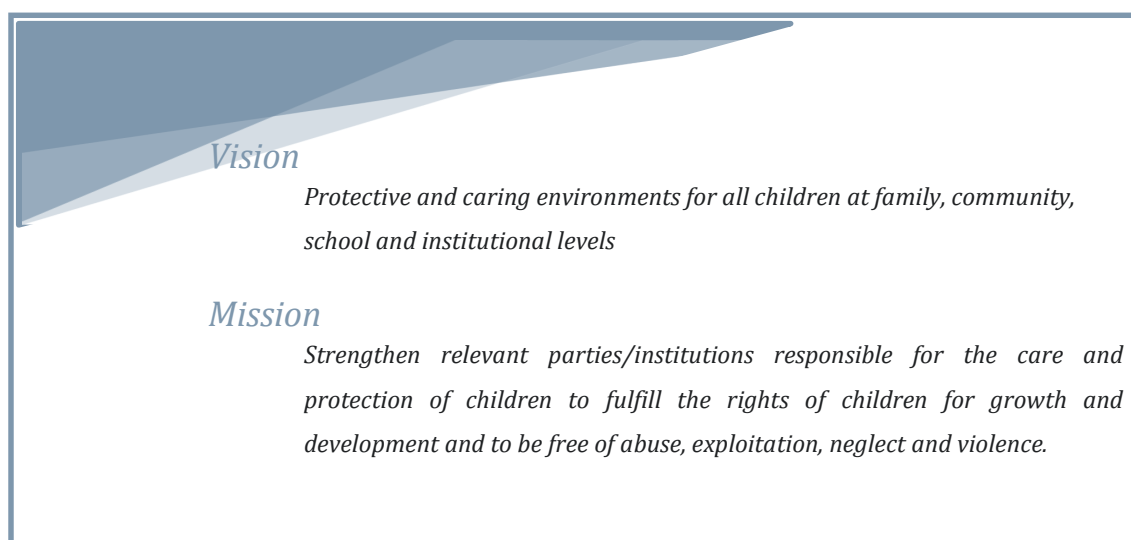 Vision
Protective and caring environments for all children at family, community,
school and institutional levels
Mission
Strengthen relevant parties/institutions responsible for the care and
protection of children to fulfill the rights of children for growth and
development and to be free of abuse, exploitation, neglect and violence.